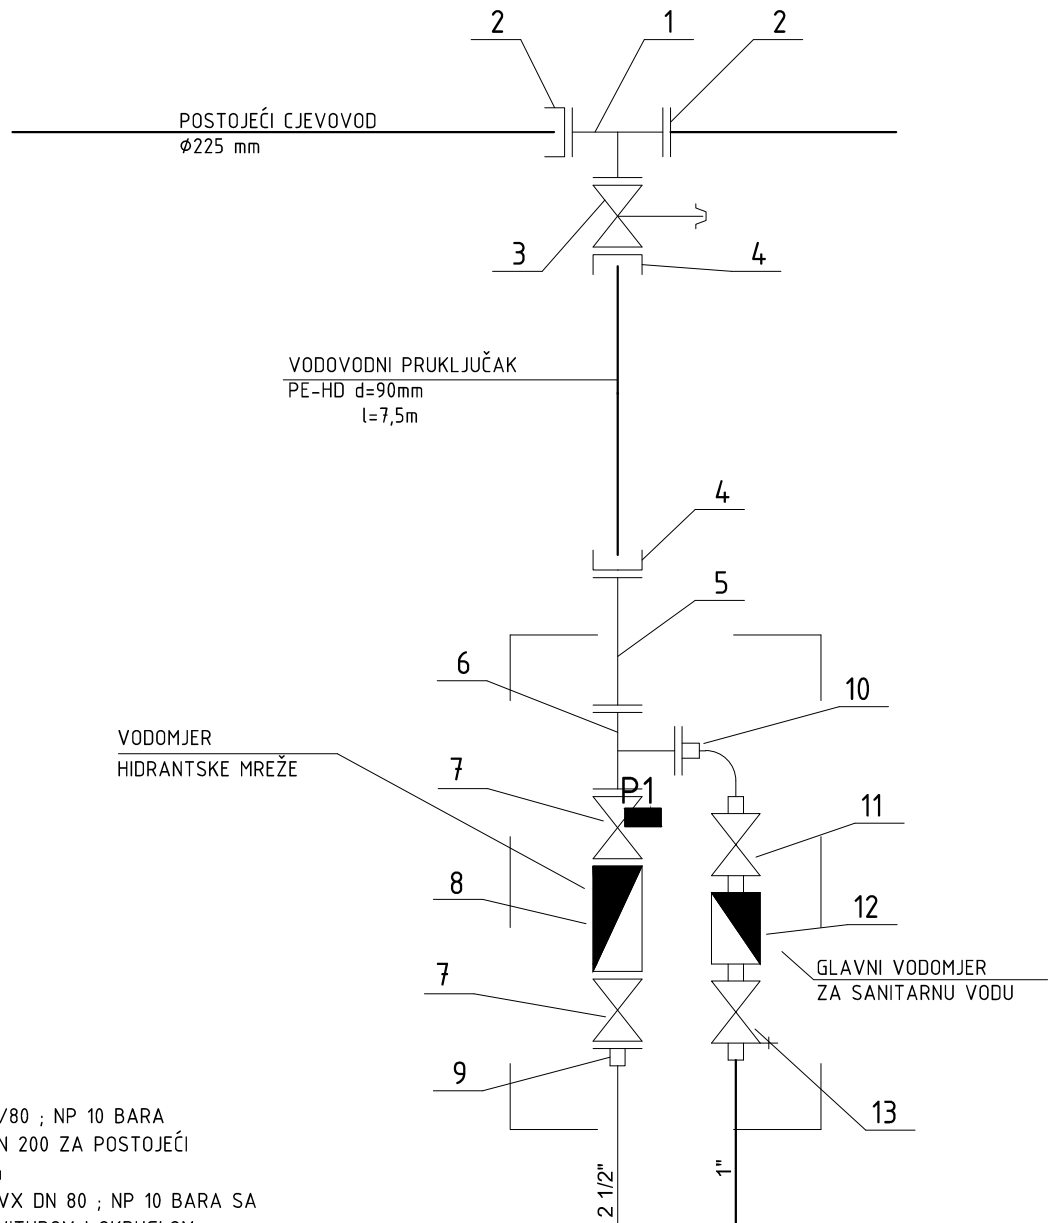 2
1
2
POSTOJEĆI CJEVOVOD
Ø225 mm
3
4
VODOVODNI PRUKLJUČAK
PE-HD d=90mm
l=7,5m
4
5
6
10
VODOMJER
HIDRANTSKE MREŽE
7
P1
11
8
12
GLAVNI VODOMJER
ZA SANITARNU VODU
7
9
13
/80 ; NP 10 BARA
N 200 ZA POSTOJEĆI
VX DN 80 ; NP 10 BARA SA
2 1/2"
1"